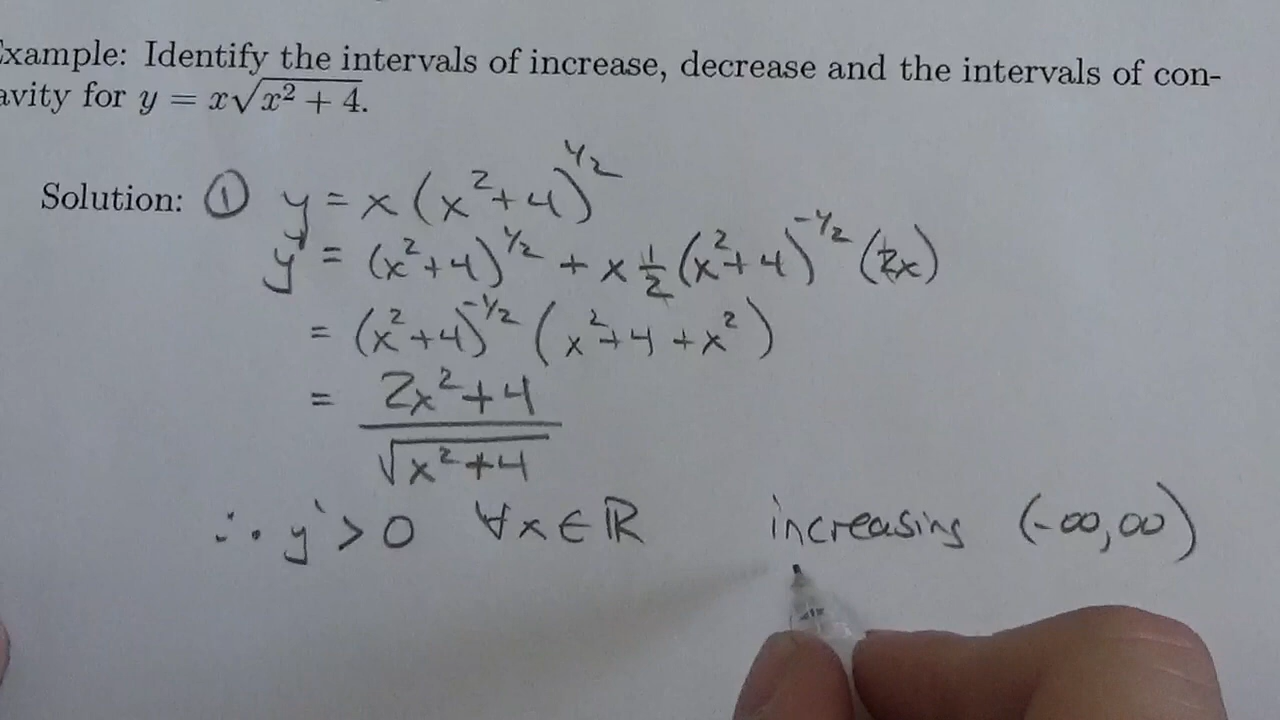 Example: Identify the intervals of increase, decrease and the intervals of con-
avity for y = x√(x² + 4).
Solution: ① y = x(x²+4)^(1/2)
y' = (x²+4)^(1/2) + x 1/2 (x²+4)^(-1/2) (2x)
= (x²+4)^(-1/2) (x²+4+x²)
= (2x²+4)/√(x²+4)
∴ y' > 0 ∀x∈ℝ increasing (-∞,∞)